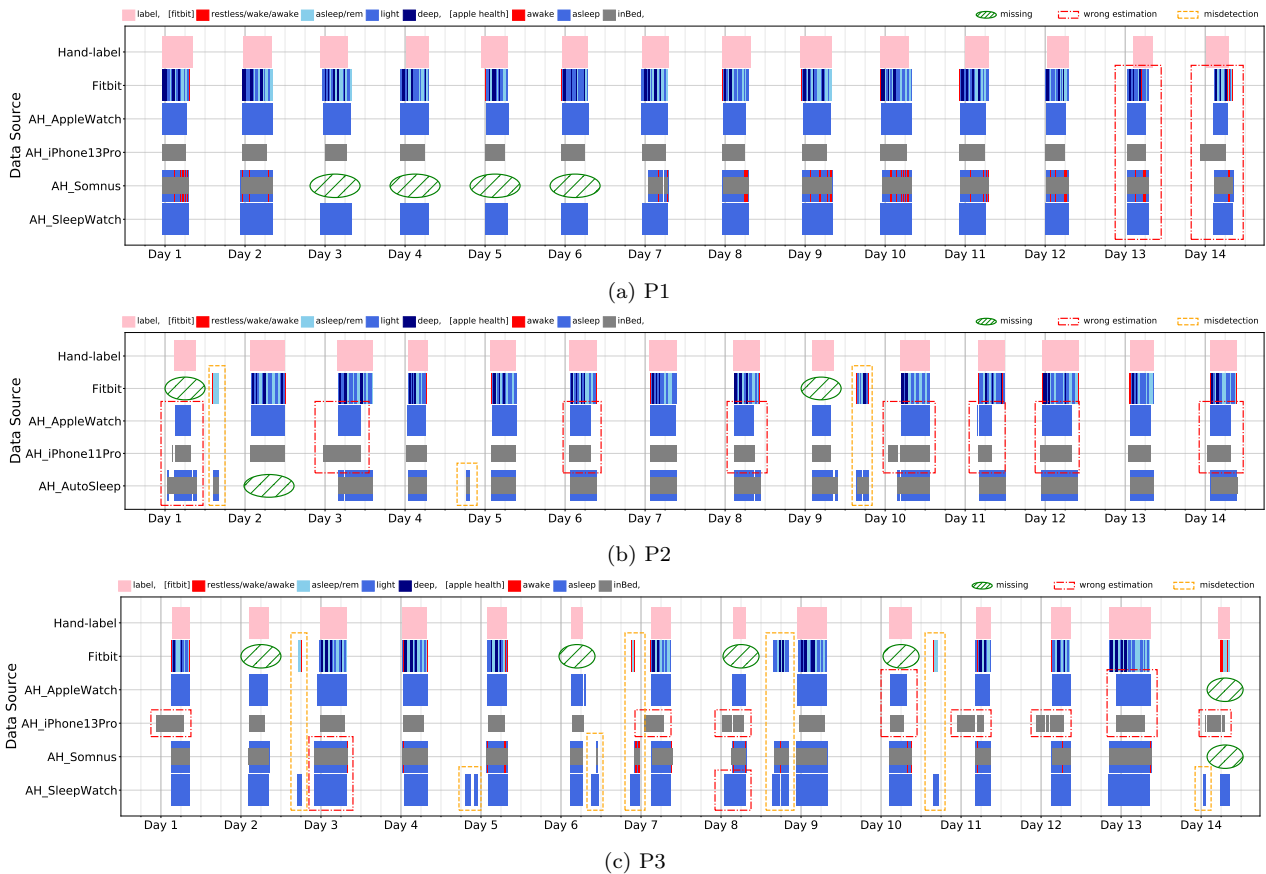 label, [fitbit] restless/wake/awake asleep/rem light deep, [apple health] awake asleep inBed, missing wrong estimation misdetection
Data Source
Hand-label
Fitbit
AH_AppleWatch
AH_iPhone13Pro
AH_Somnus
AH_SleepWatch
Day 1 Day 2 Day 3 Day 4 Day 5 Day 6 Day 7 Day 8 Day 9 Day 10 Day 11 Day 12 Day 13 Day 14
(a) P1
label, [fitbit] restless/wake/awake asleep/rem light deep, [apple health] awake asleep inBed, missing wrong estimation misdetection
Data Source
Hand-label
Fitbit
AH_AppleWatch
AH_iPhone11Pro
AH_AutoSleep
Day 1 Day 2 Day 3 Day 4 Day 5 Day 6 Day 7 Day 8 Day 9 Day 10 Day 11 Day 12 Day 13 Day 14
(b) P2
label, [fitbit] restless/wake/awake asleep/rem light deep, [apple health] awake asleep inBed, missing wrong estimation misdetection
Data Source
Hand-label
Fitbit
AH_AppleWatch
AH_iPhone13Pro
AH_Somnus
AH_SleepWatch
Day 1 Day 2 Day 3 Day 4 Day 5 Day 6 Day 7 Day 8 Day 9 Day 10 Day 11 Day 12 Day 13 Day 14
(c) P3